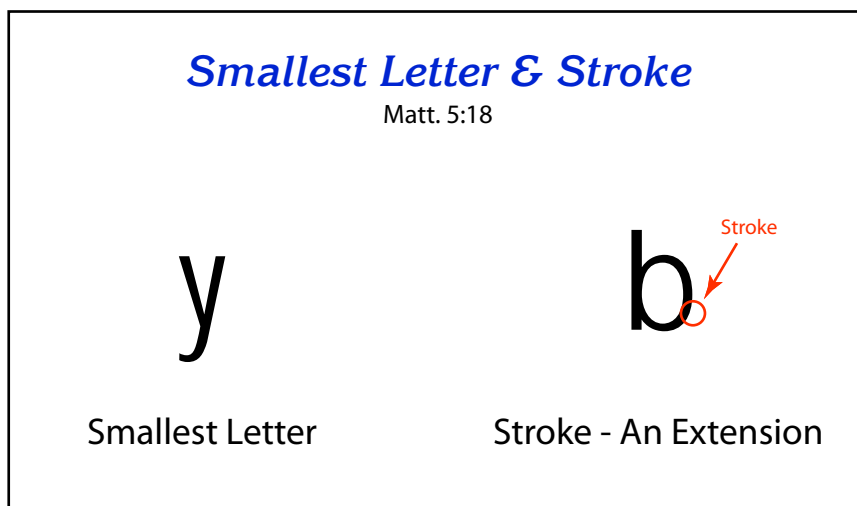 Smallest Letter & Stroke
Matt. 5:18
Stroke
y
b
Smallest Letter
Stroke - An Extension